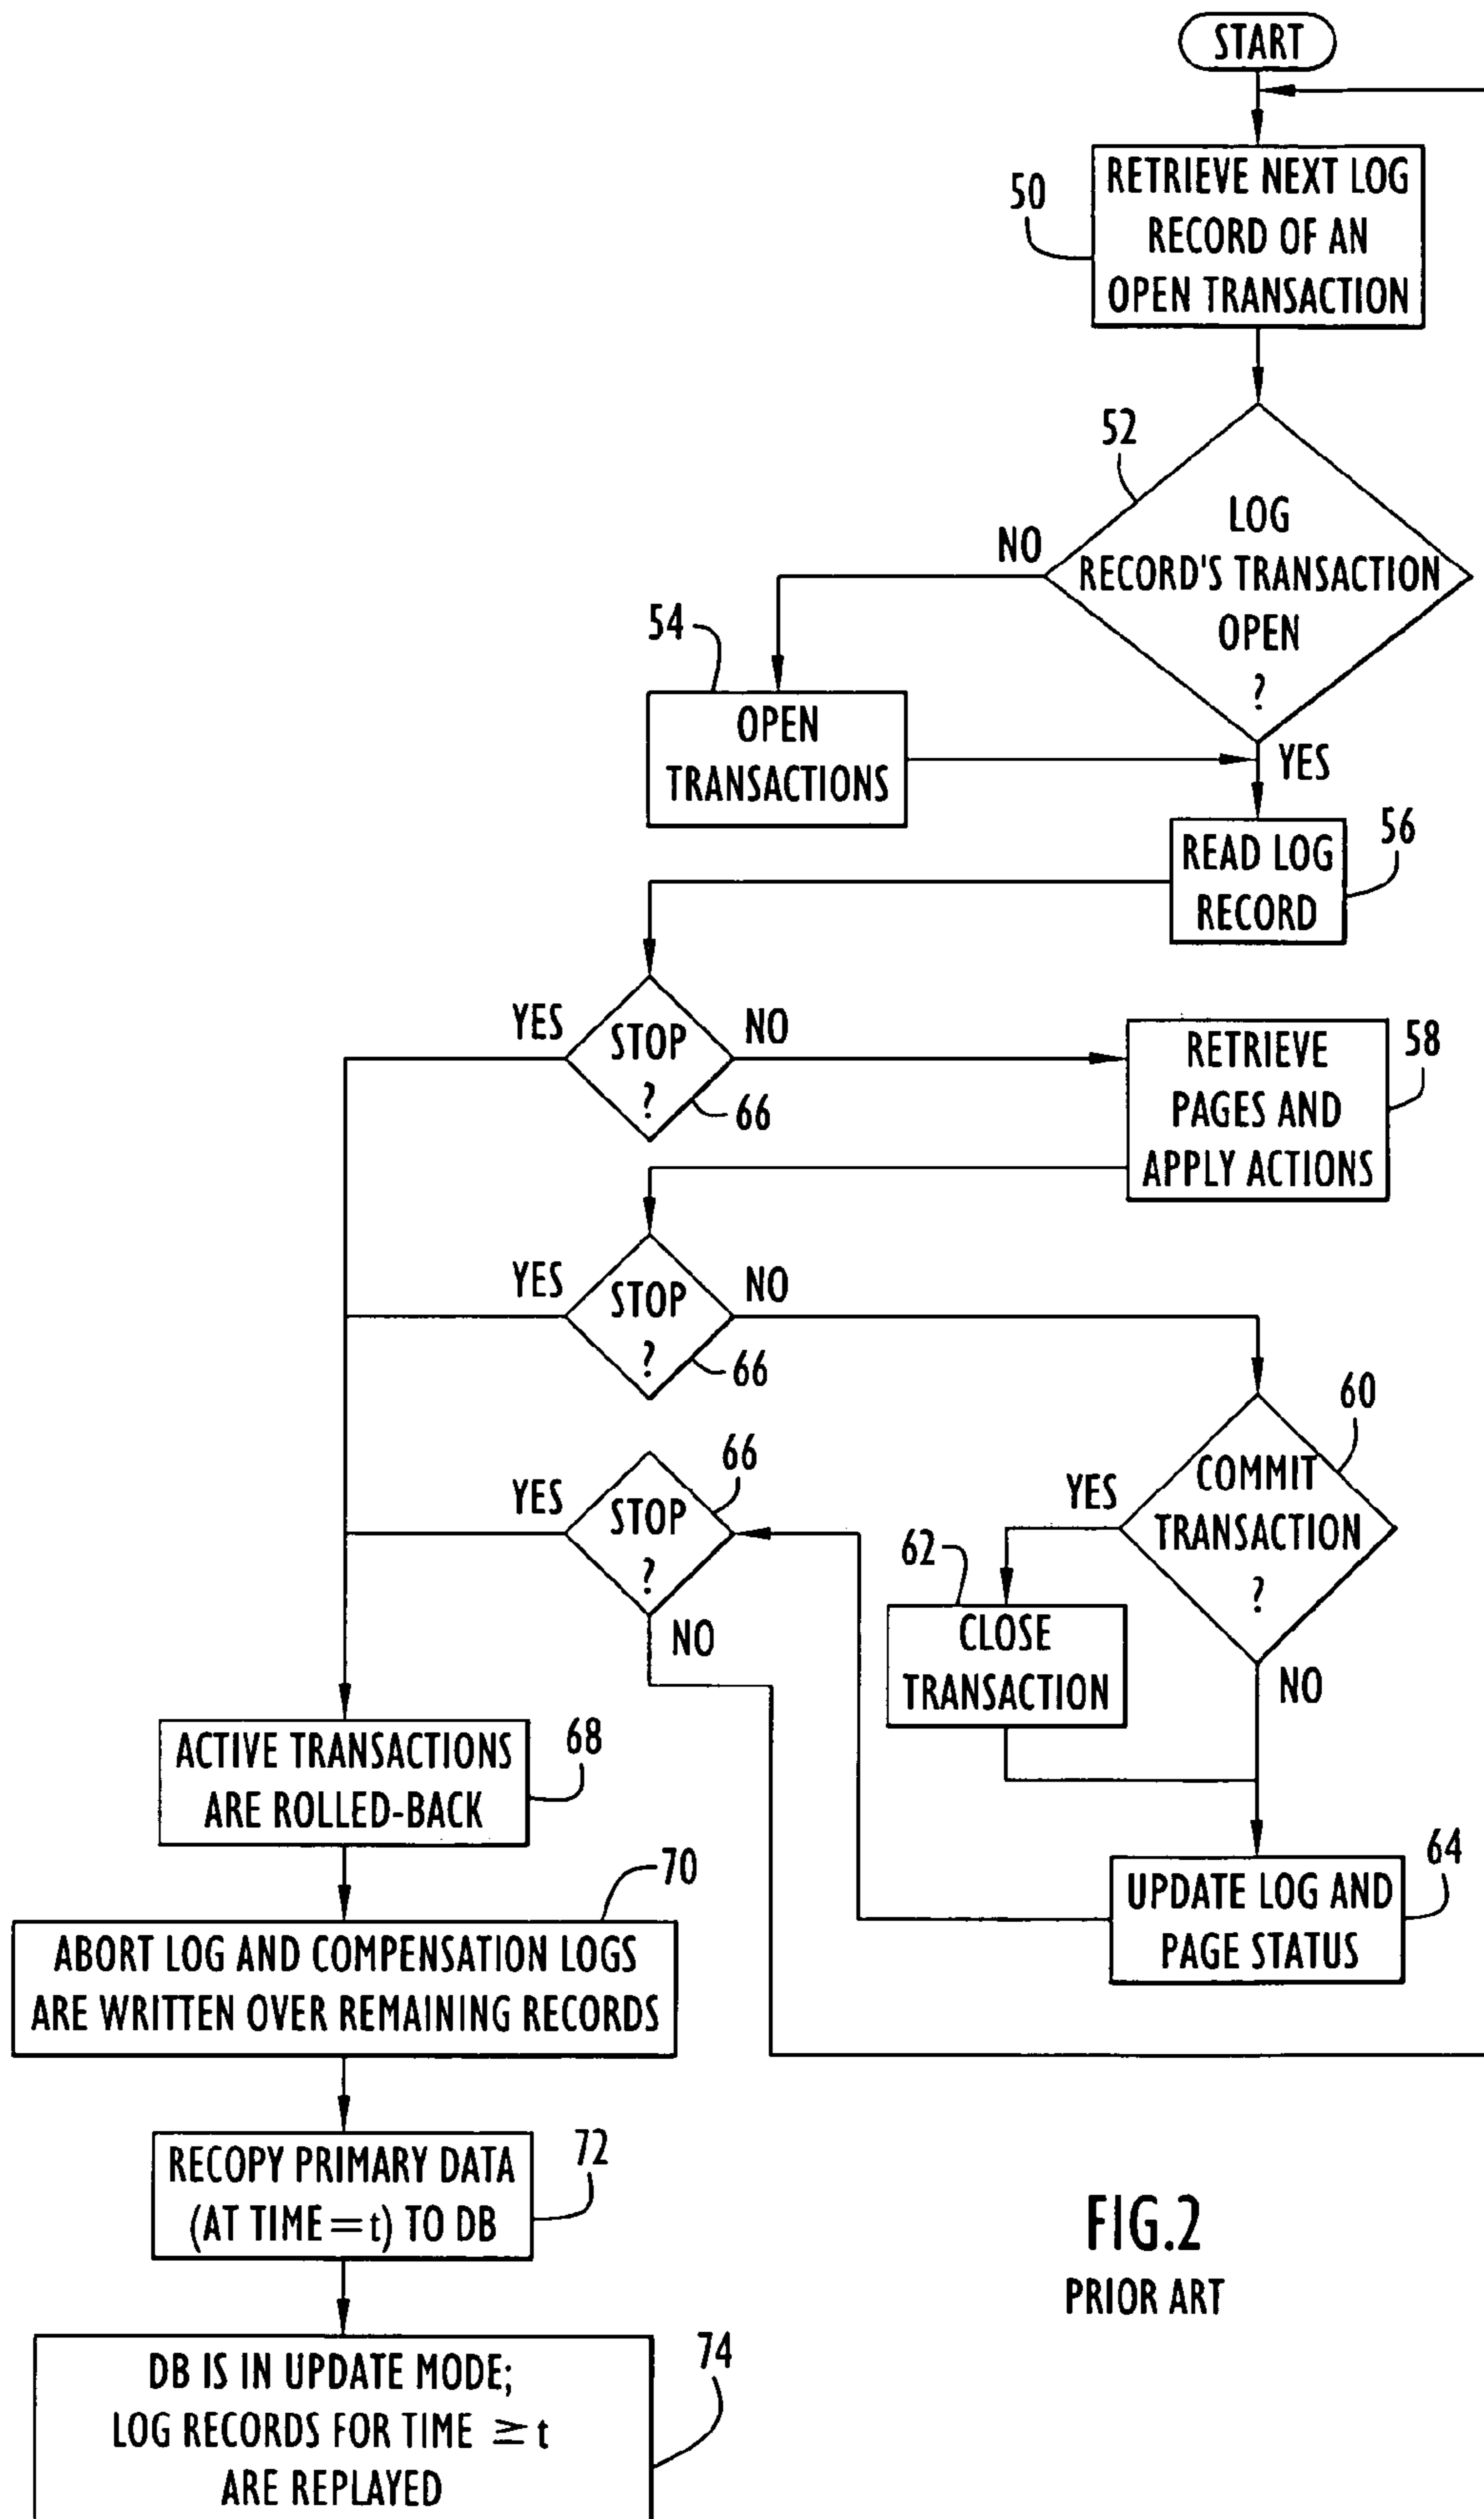 START
RETRIEVE NEXT LOG
RECORD OF AN
OPEN TRANSACTION
50
52
LOG
RECORD'S TRANSACTION
OPEN
?
NO
YES
54
OPEN
TRANSACTIONS
READ LOG
RECORD
56
YES
STOP
?
NO
66
RETRIEVE
PAGES AND
APPLY ACTIONS
58
YES
STOP
?
NO
66
60
COMMIT
TRANSACTION
?
YES
NO
66
YES
STOP
?
NO
62
CLOSE
TRANSACTION
ACTIVE TRANSACTIONS
ARE ROLLED-BACK
68
UPDATE LOG AND
PAGE STATUS
64
70
ABORT LOG AND COMPENSATION LOGS
ARE WRITTEN OVER REMAINING RECORDS
RECOPY PRIMARY DATA
(AT TIME=t) TO DB
72
DB IS IN UPDATE MODE;
LOG RECORDS FOR TIME ≥ t
ARE REPLAYED
74
FIG.2
PRIOR ART